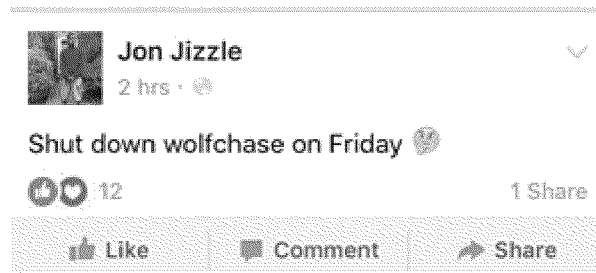 Jon Jizzle
2 hrs ·
Shut down wolfchase on Friday
12 1 Share
Like Comment Share